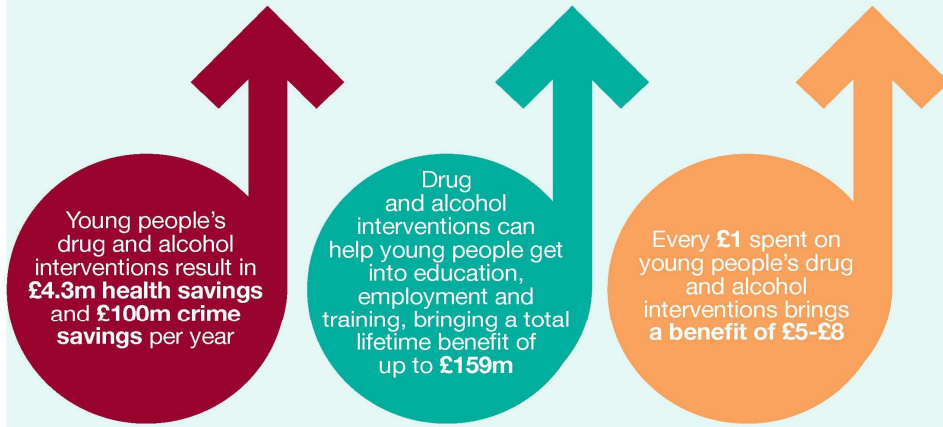 Young people's
drug and alcohol
interventions result in
£4.3m health savings
and £100m crime
savings per year
Drug
and alcohol
interventions can
help young people get
into education,
employment and
training, bringing a total
lifetime benefit of
up to £159m
Every £1 spent on
young people's drug
and alcohol
interventions brings
a benefit of £5-£8